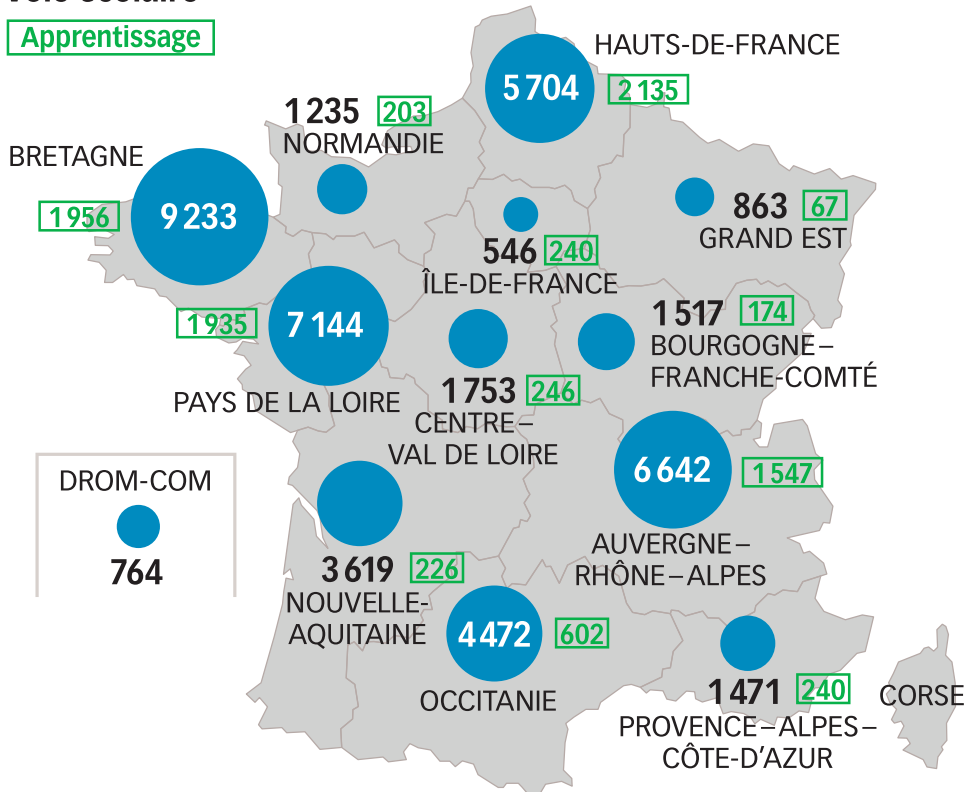 voie scolaire
Apprentissage
HAUTS-DE-FRANCE
5 704
2 135
1 235 203
NORMANDIE
BRETAGNE
1 956
9 233
863 67
GRAND EST
546 240
ÎLE-DE-FRANCE
1 935
7 144
PAYS DE LA LOIRE
1 517 174
BOURGOGNE–
FRANCHE-COMTÉ
1 753 246
CENTRE–
VAL DE LOIRE
DROM-COM
764
6 642
1 547
AUVERGNE–
RHÔNE–ALPES
3 619 226
NOUVELLE-
AQUITAINE
4 472
602
OCCITANIE
1 471 240
PROVENCE–ALPES–
CÔTE-D’AZUR
CORSE